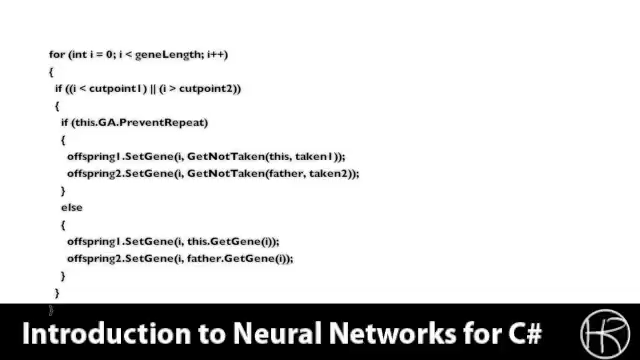 for (int i = 0; i < geneLength; i++)
{
if ((i < cutpoint1) || (i > cutpoint2))
{
if (this.GA.PreventRepeat)
{
offspring1.SetGene(i, GetNotTaken(this, taken1));
offspring2.SetGene(i, GetNotTaken(father, taken2));
}
else
{
offspring1.SetGene(i, this.GetGene(i));
offspring2.SetGene(i, father.GetGene(i));
}
}
}
Introduction to Neural Networks for C#
HR